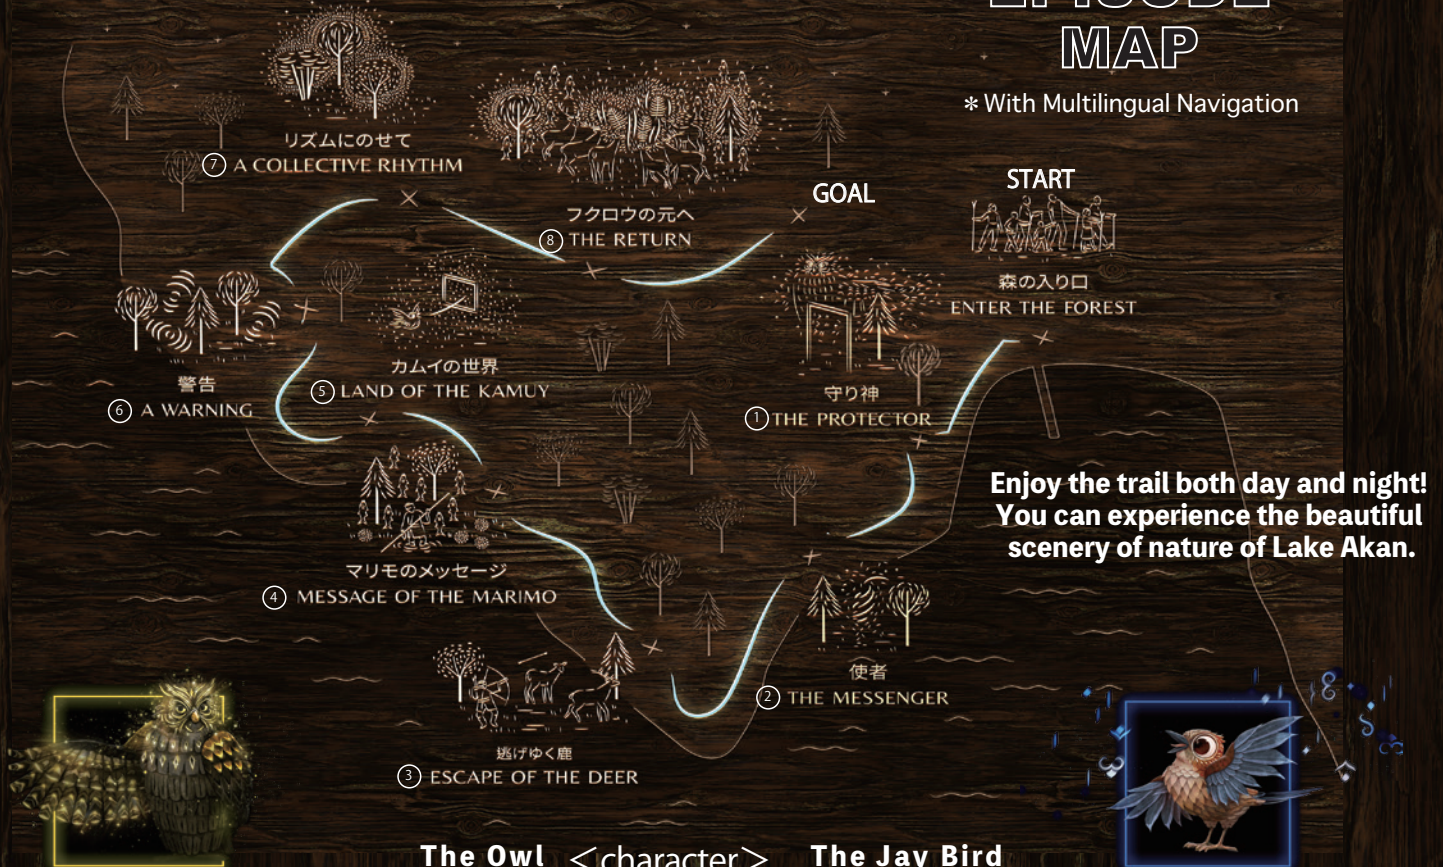 EPISODE
MAP
＊With Multilingual Navigation
リズムにのせて
⑦ A COLLECTIVE RHYTHM
GOAL
START
フクロウの元へ
⑧ THE RETURN
森の入り口
ENTER THE FOREST
カムイの世界
⑤ LAND OF THE KAMUY
警告
⑥ A WARNING
守り神
① THE PROTECTOR
Enjoy the trail both day and night!
You can experience the beautiful
scenery of nature of Lake Akan.
マリモのメッセージ
④ MESSAGE OF THE MARIMO
使者
② THE MESSENGER
逃げゆく鹿
③ ESCAPE OF THE DEER
The Owl ＜character＞ The Jay Bird